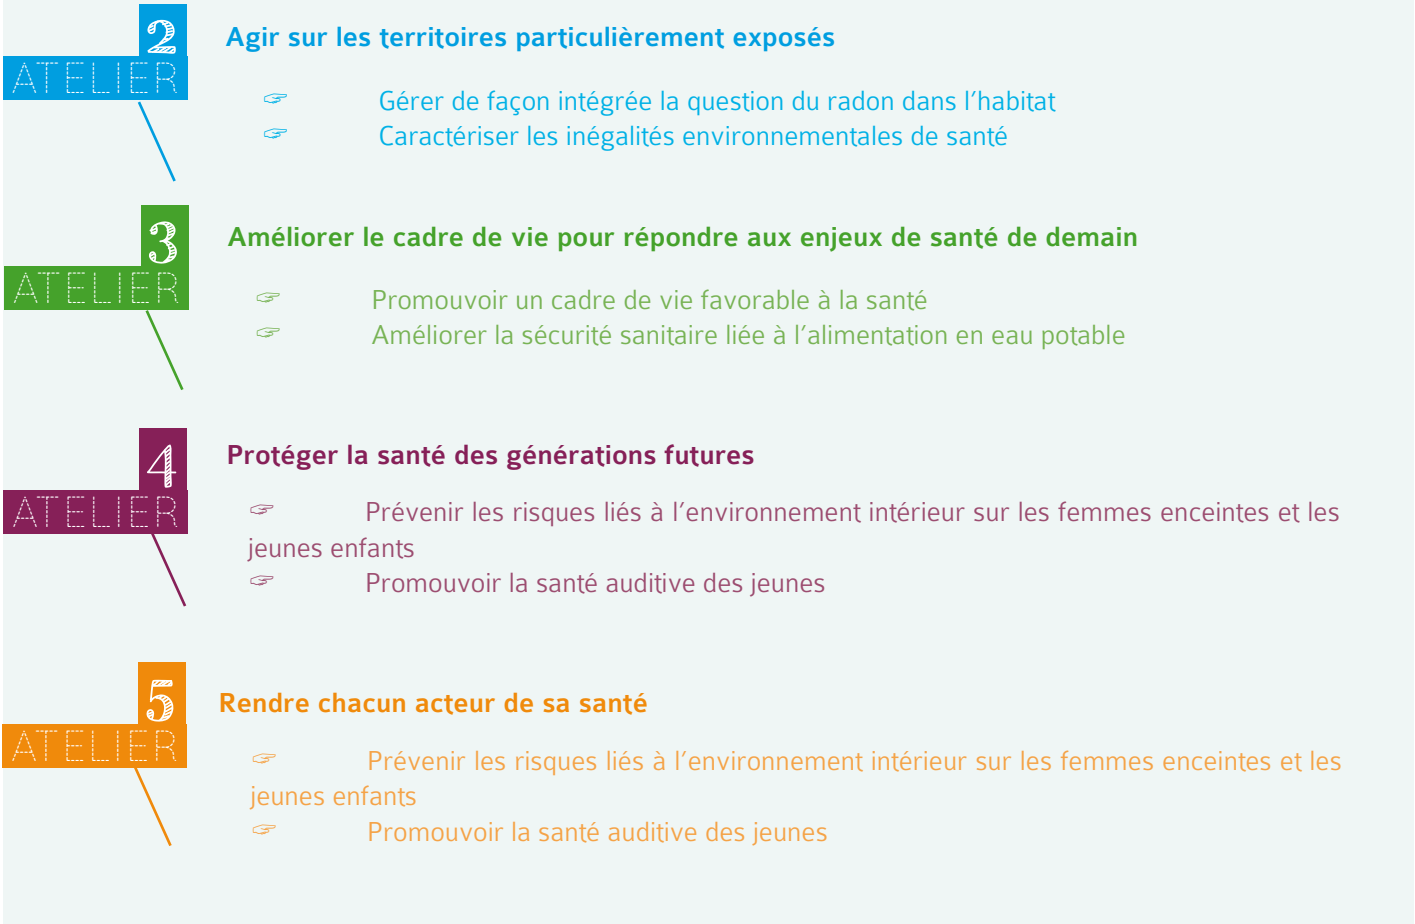 2
ATELIER
Agir sur les territoires particulièrement exposés
☞ Gérer de façon intégrée la question du radon dans l’habitat
☞ Caractériser les inégalités environnementales de santé
3
ATELIER
Améliorer le cadre de vie pour répondre aux enjeux de santé de demain
☞ Promouvoir un cadre de vie favorable à la santé
☞ Améliorer la sécurité sanitaire liée à l’alimentation en eau potable
4
ATELIER
Protéger la santé des générations futures
☞ Prévenir les risques liés à l’environnement intérieur sur les femmes enceintes et les
jeunes enfants
☞ Promouvoir la santé auditive des jeunes
5
ATELIER
Rendre chacun acteur de sa santé
☞ Prévenir les risques liés à l’environnement intérieur sur les femmes enceintes et les
jeunes enfants
☞ Promouvoir la santé auditive des jeunes